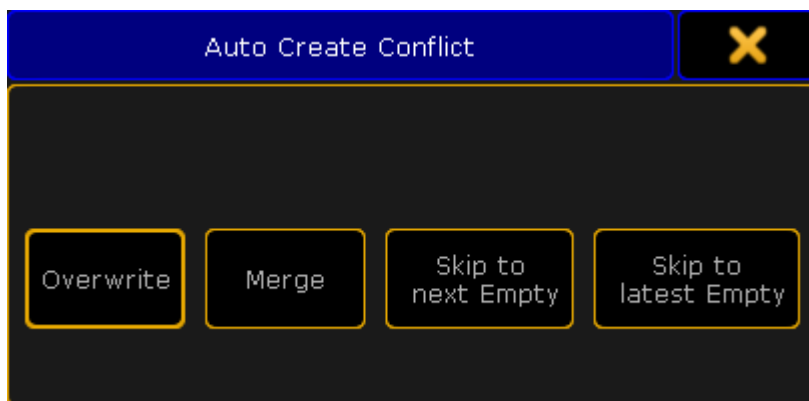 Auto Create Conflict
Overwrite
Merge
Skip to
next Empty
Skip to
latest Empty